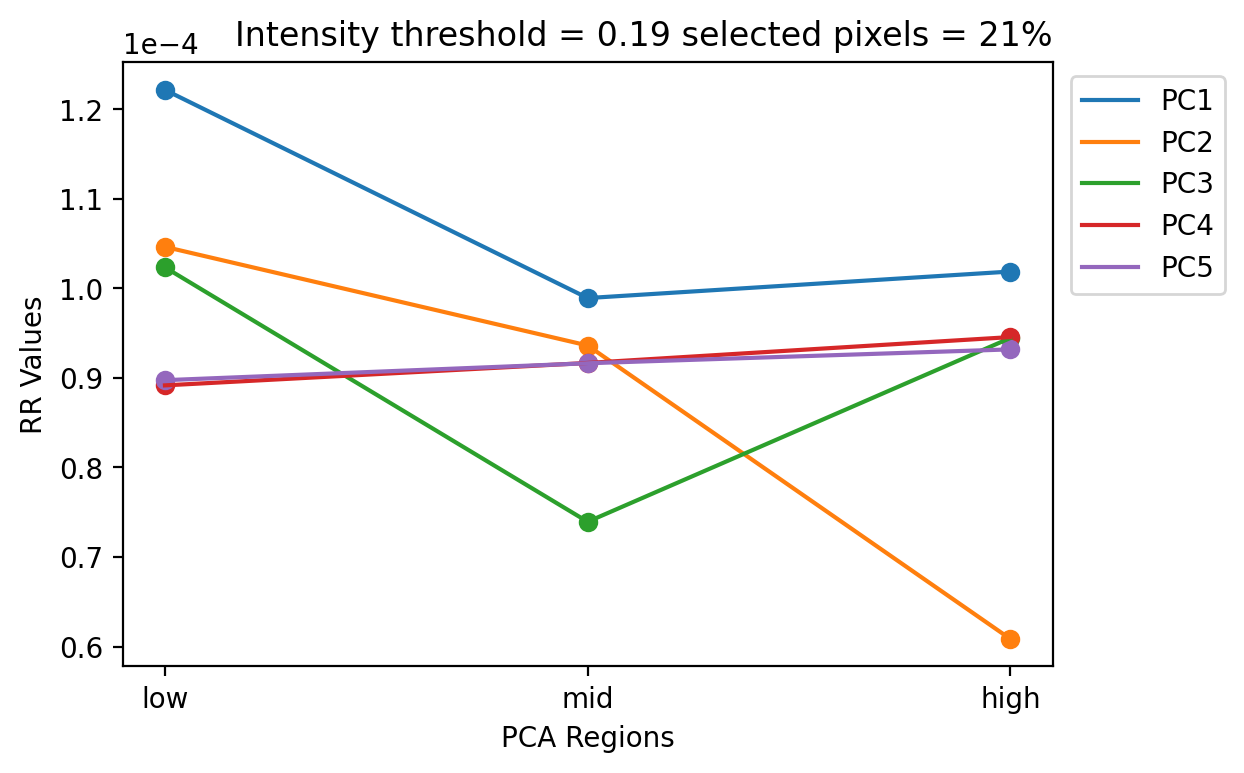 Intensity threshold = 0.19 selected pixels = 21%
1e−4
1.2
1.1
1.0
0.9
0.8
0.7
0.6
RR Values
low mid high
PCA Regions
PC1
PC2
PC3
PC4
PC5